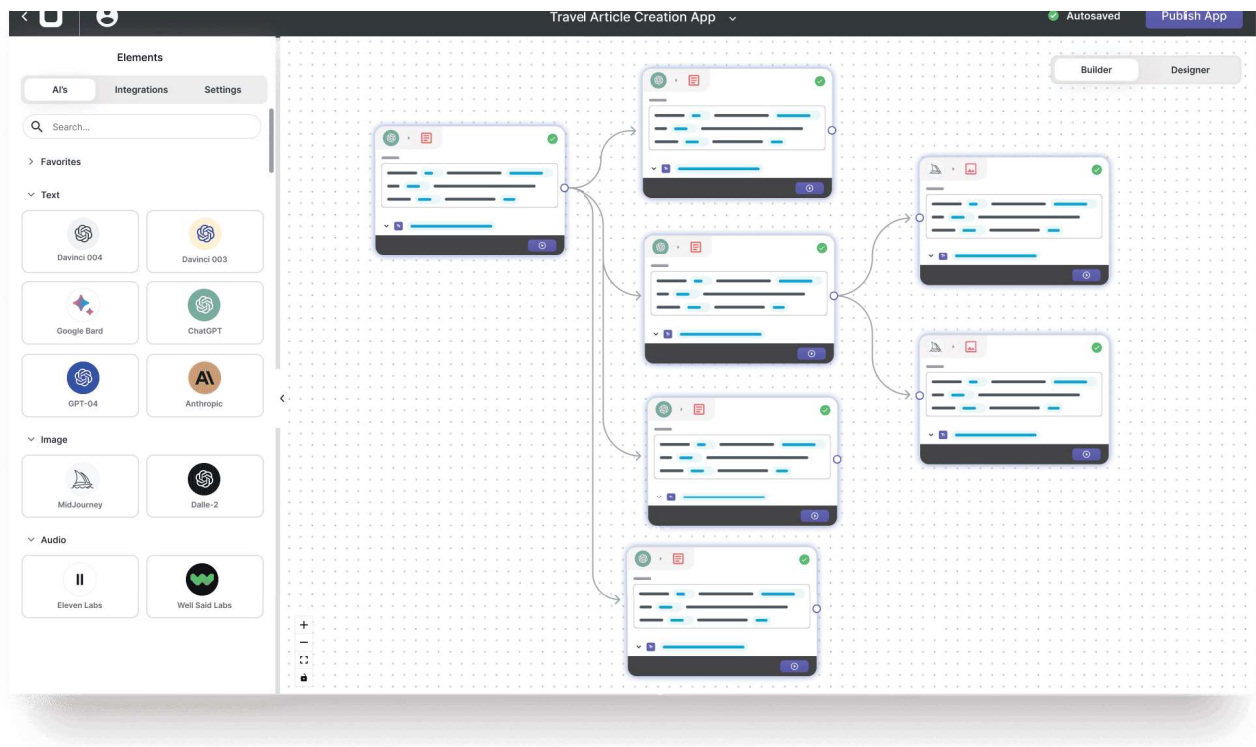 Travel Article Creation App
Autosaved
Publish App
Elements
AI's
Integrations
Settings
Search...
Favorites
Text
Davinci 004
Davinci 003
Google Bard
ChatGPT
GPT-04
Anthropic
Image
MidJourney
Dalle-2
Audio
Eleven Labs
Well Said Labs
Builder
Designer